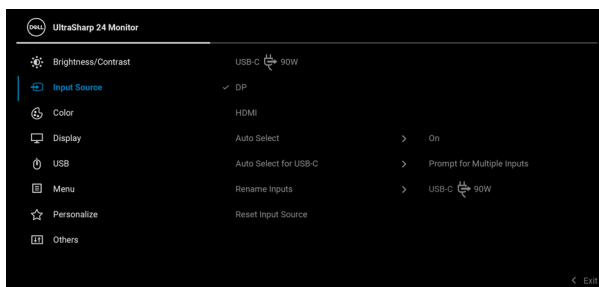 DELL UltraSharp 24 Monitor
Brightness/Contrast USB-C 90W
Input Source ✓ DP
Color HDMI
Display Auto Select > On
USB Auto Select for USB-C > Prompt for Multiple Inputs
Menu Rename Inputs > USB-C 90W
Personalize Reset Input Source
Others
< Exit